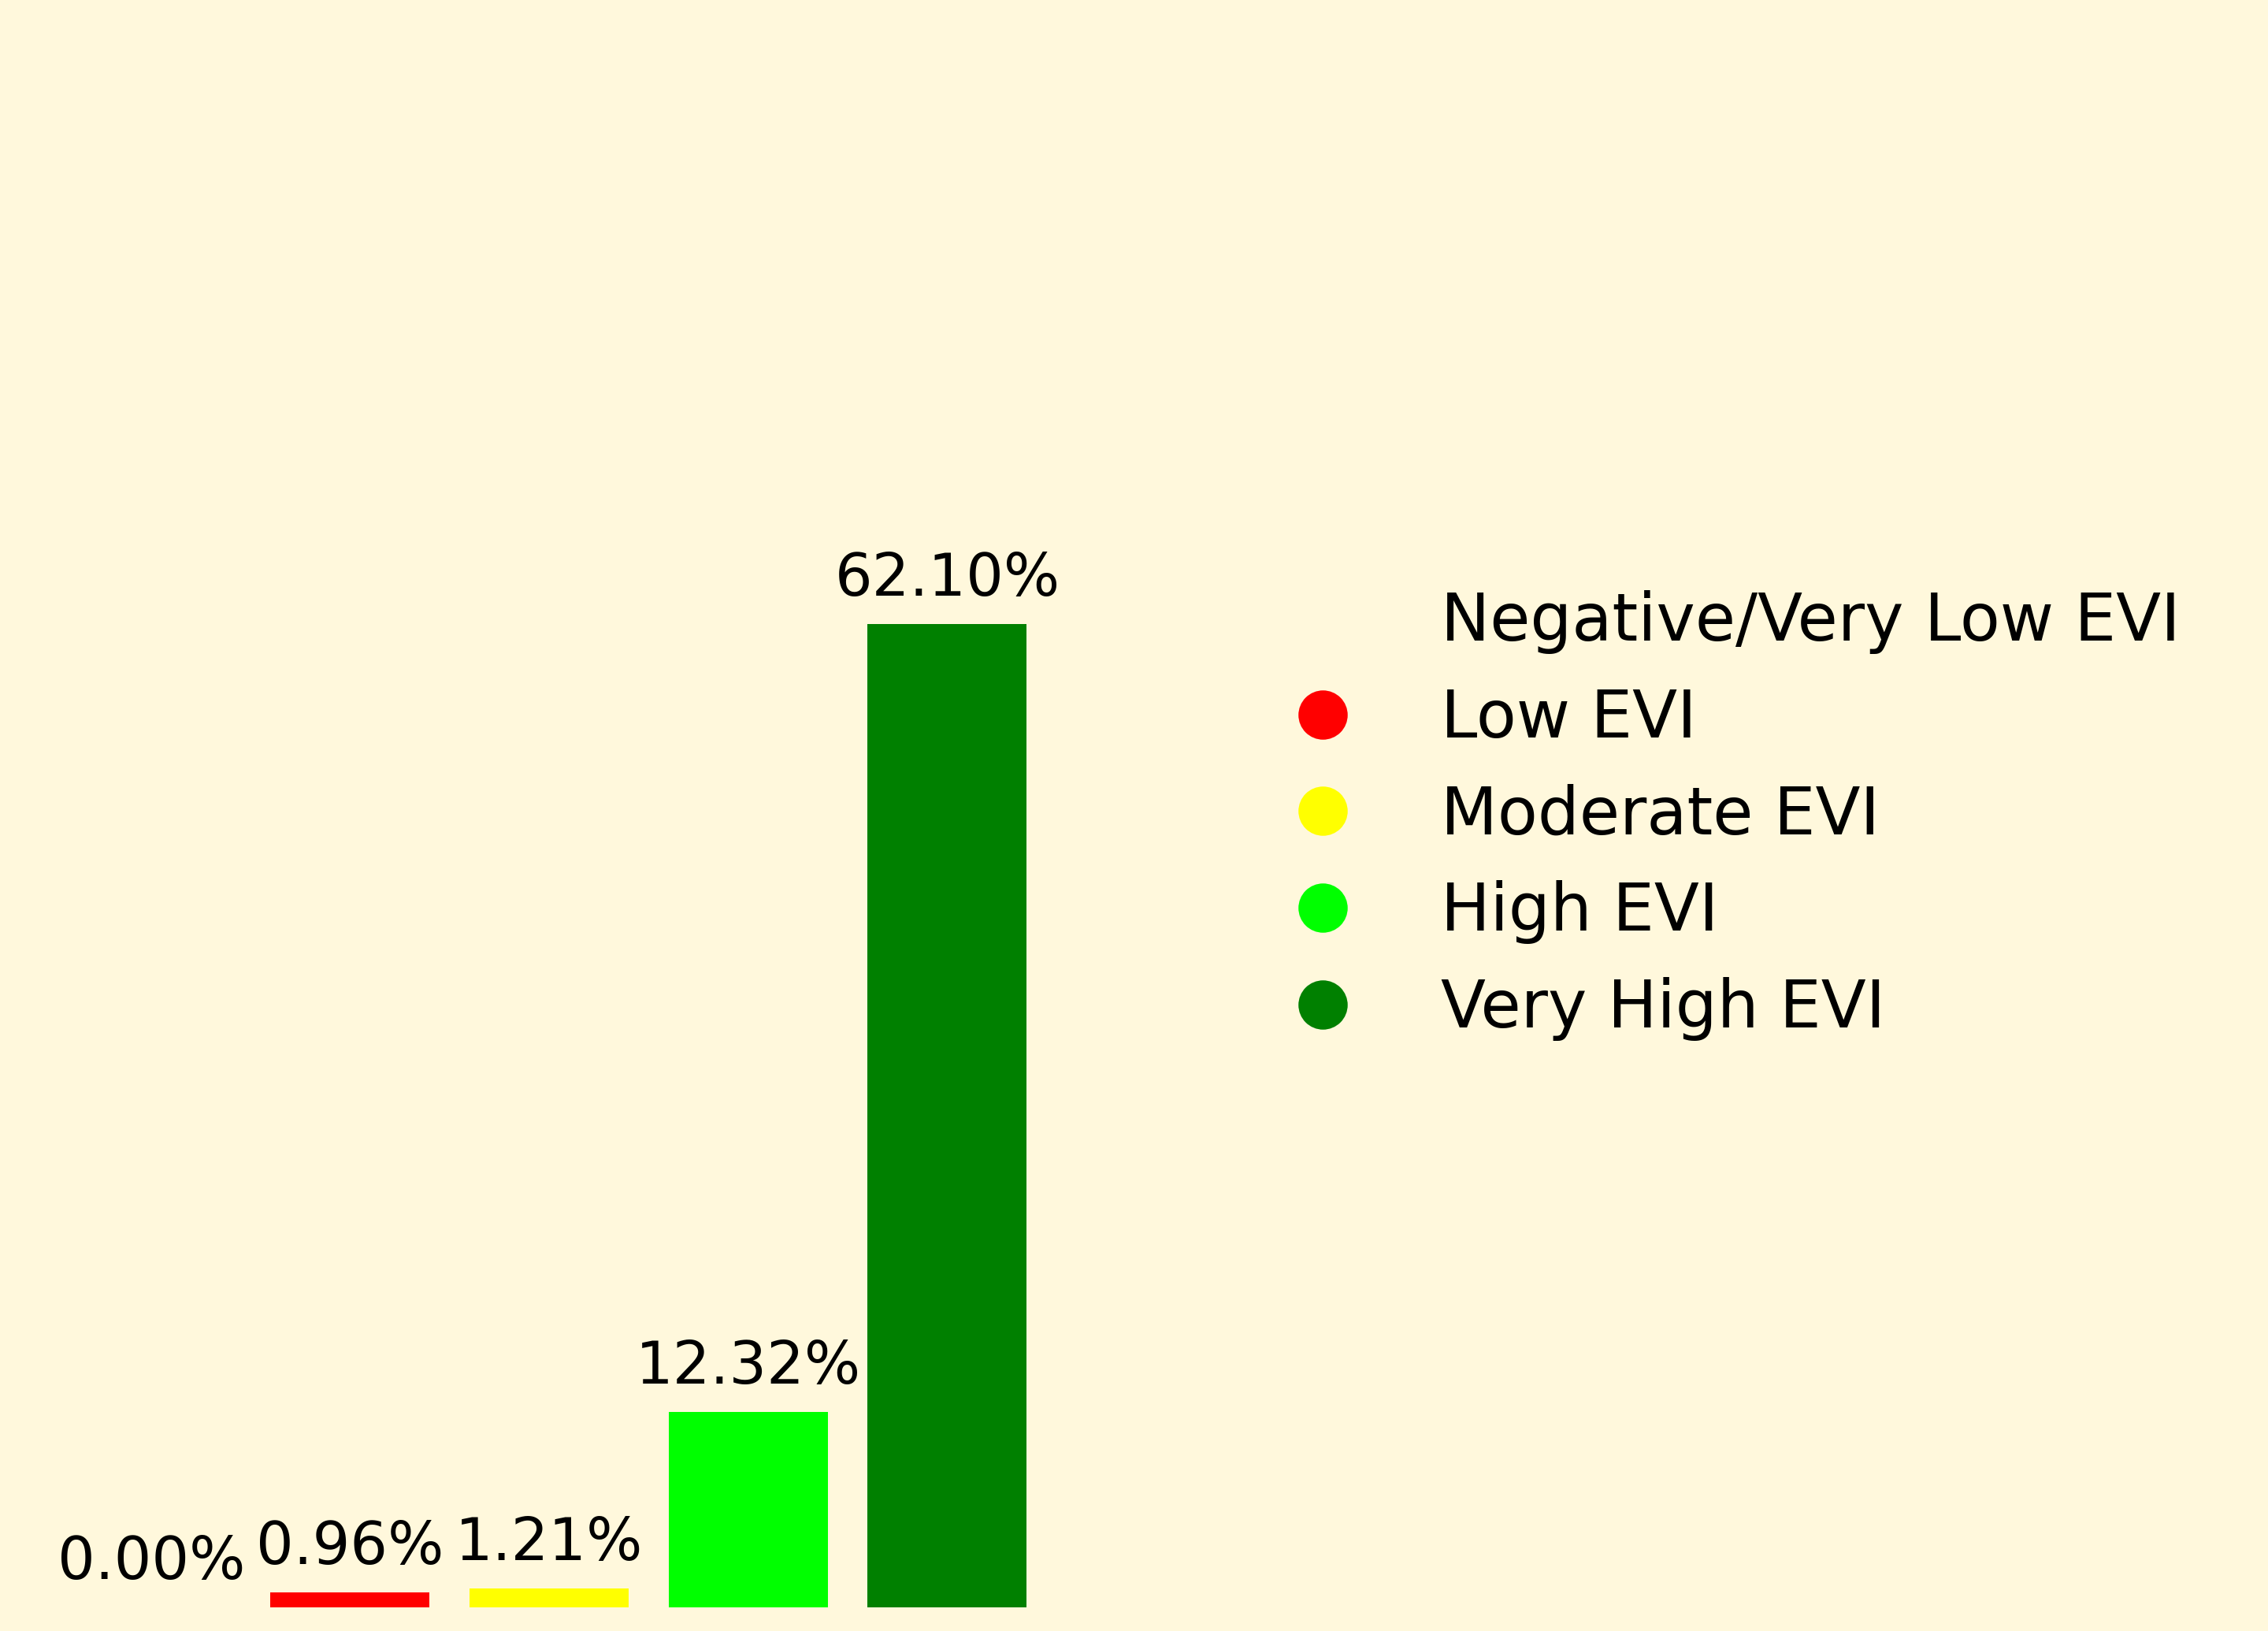 62.10%
12.32%
0.00%
0.96%
1.21%
Negative/Very Low EVI
Low EVI
Moderate EVI
High EVI
Very High EVI